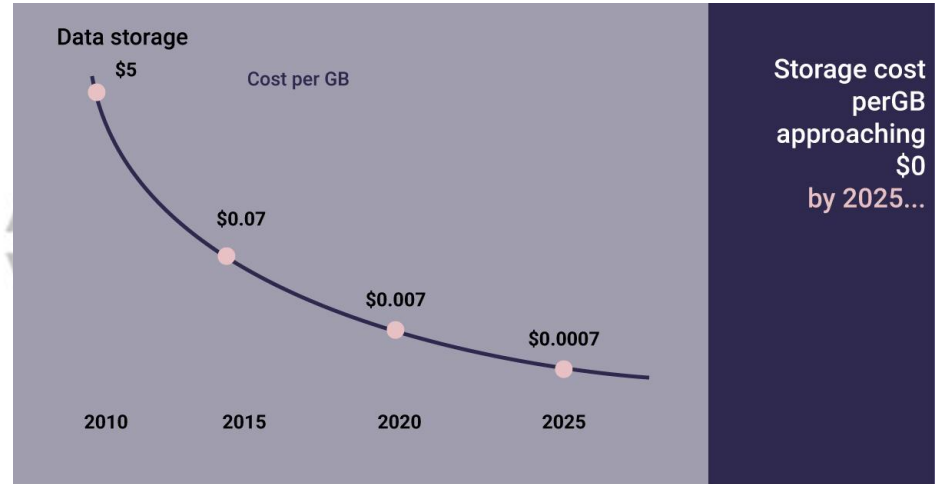 Data storage
$5
Cost per GB
$0.07
$0.007
$0.0007
2010
2015
2020
2025
Storage cost
perGB
approaching
$0
by 2025...